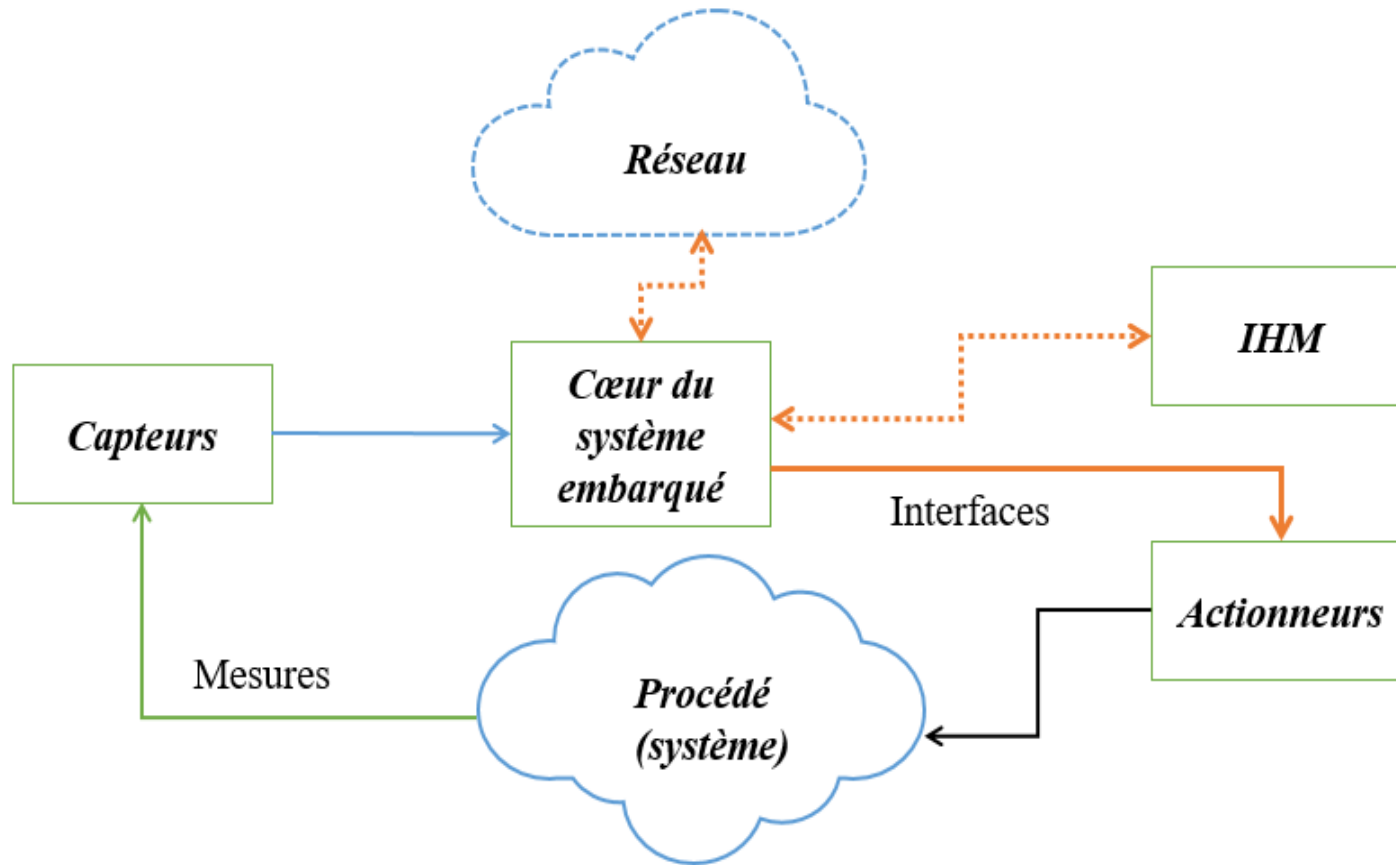 Réseau
IHM
Capteurs
Cœur du
système
embarqué
Interfaces
Actionneurs
Mesures
Procédé
(système)